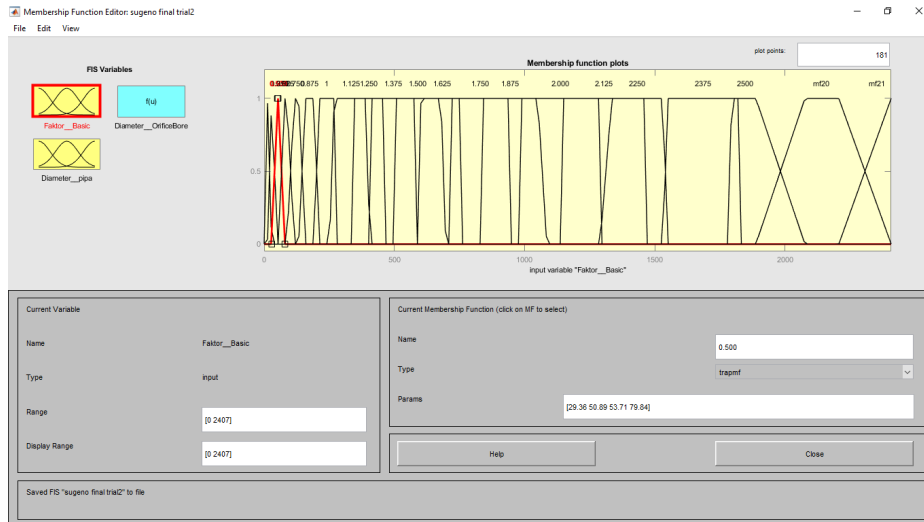 Membership Function Editor: sugeno final trial2
File Edit View
plot points:
181
FIS Variables
Membership function plots
f(u)
Faktor__Basic
Diameter__OrificeBore
Diameter__pipa
0.875 1 1.125 1.250 1.375 1.500 1.625 1.750 1.875 2.000 2.125 2250 2375 2500 mf20 mf21
1
0.5
0
0 500 1000 1500 2000
input variable "Faktor__Basic"
Current Variable
Name Faktor__Basic
Type input
Range [0 2407]
Display Range [0 2407]
Current Membership Function (click on MF to select)
Name 0.500
Type trapmf
Params [29.36 50.89 53.71 79.84]
Help Close
Saved FIS "sugeno final trial2" to file